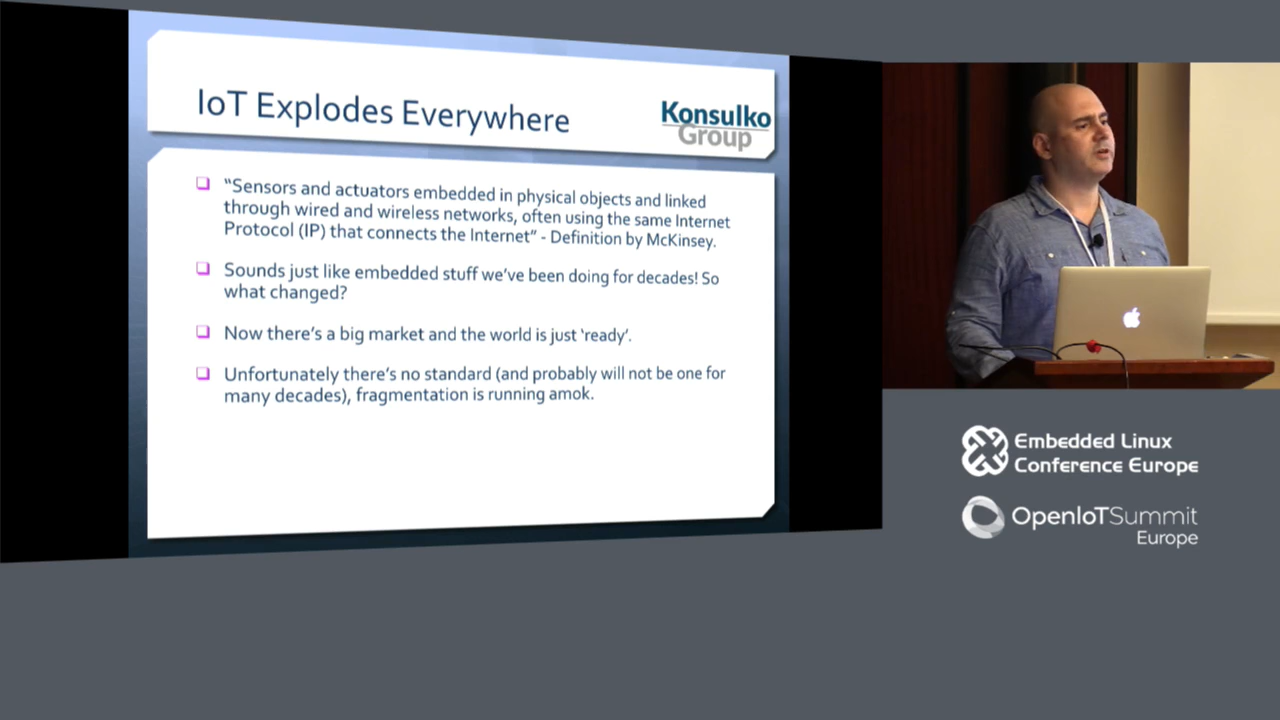 IoT Explodes Everywhere
Konsulko
Group
“Sensors and actuators embedded in physical objects and linked
through wired and wireless networks, often using the same Internet
Protocol (IP) that connects the Internet” - Definition by McKinsey.
Sounds just like embedded stuff we’ve been doing for decades! So
what changed?
Now there’s a big market and the world is just ‘ready’.
Unfortunately there’s no standard (and probably will not be one for
many decades), fragmentation is running amok.
Embedded Linux
Conference Europe
OpenIoTSummit
Europe